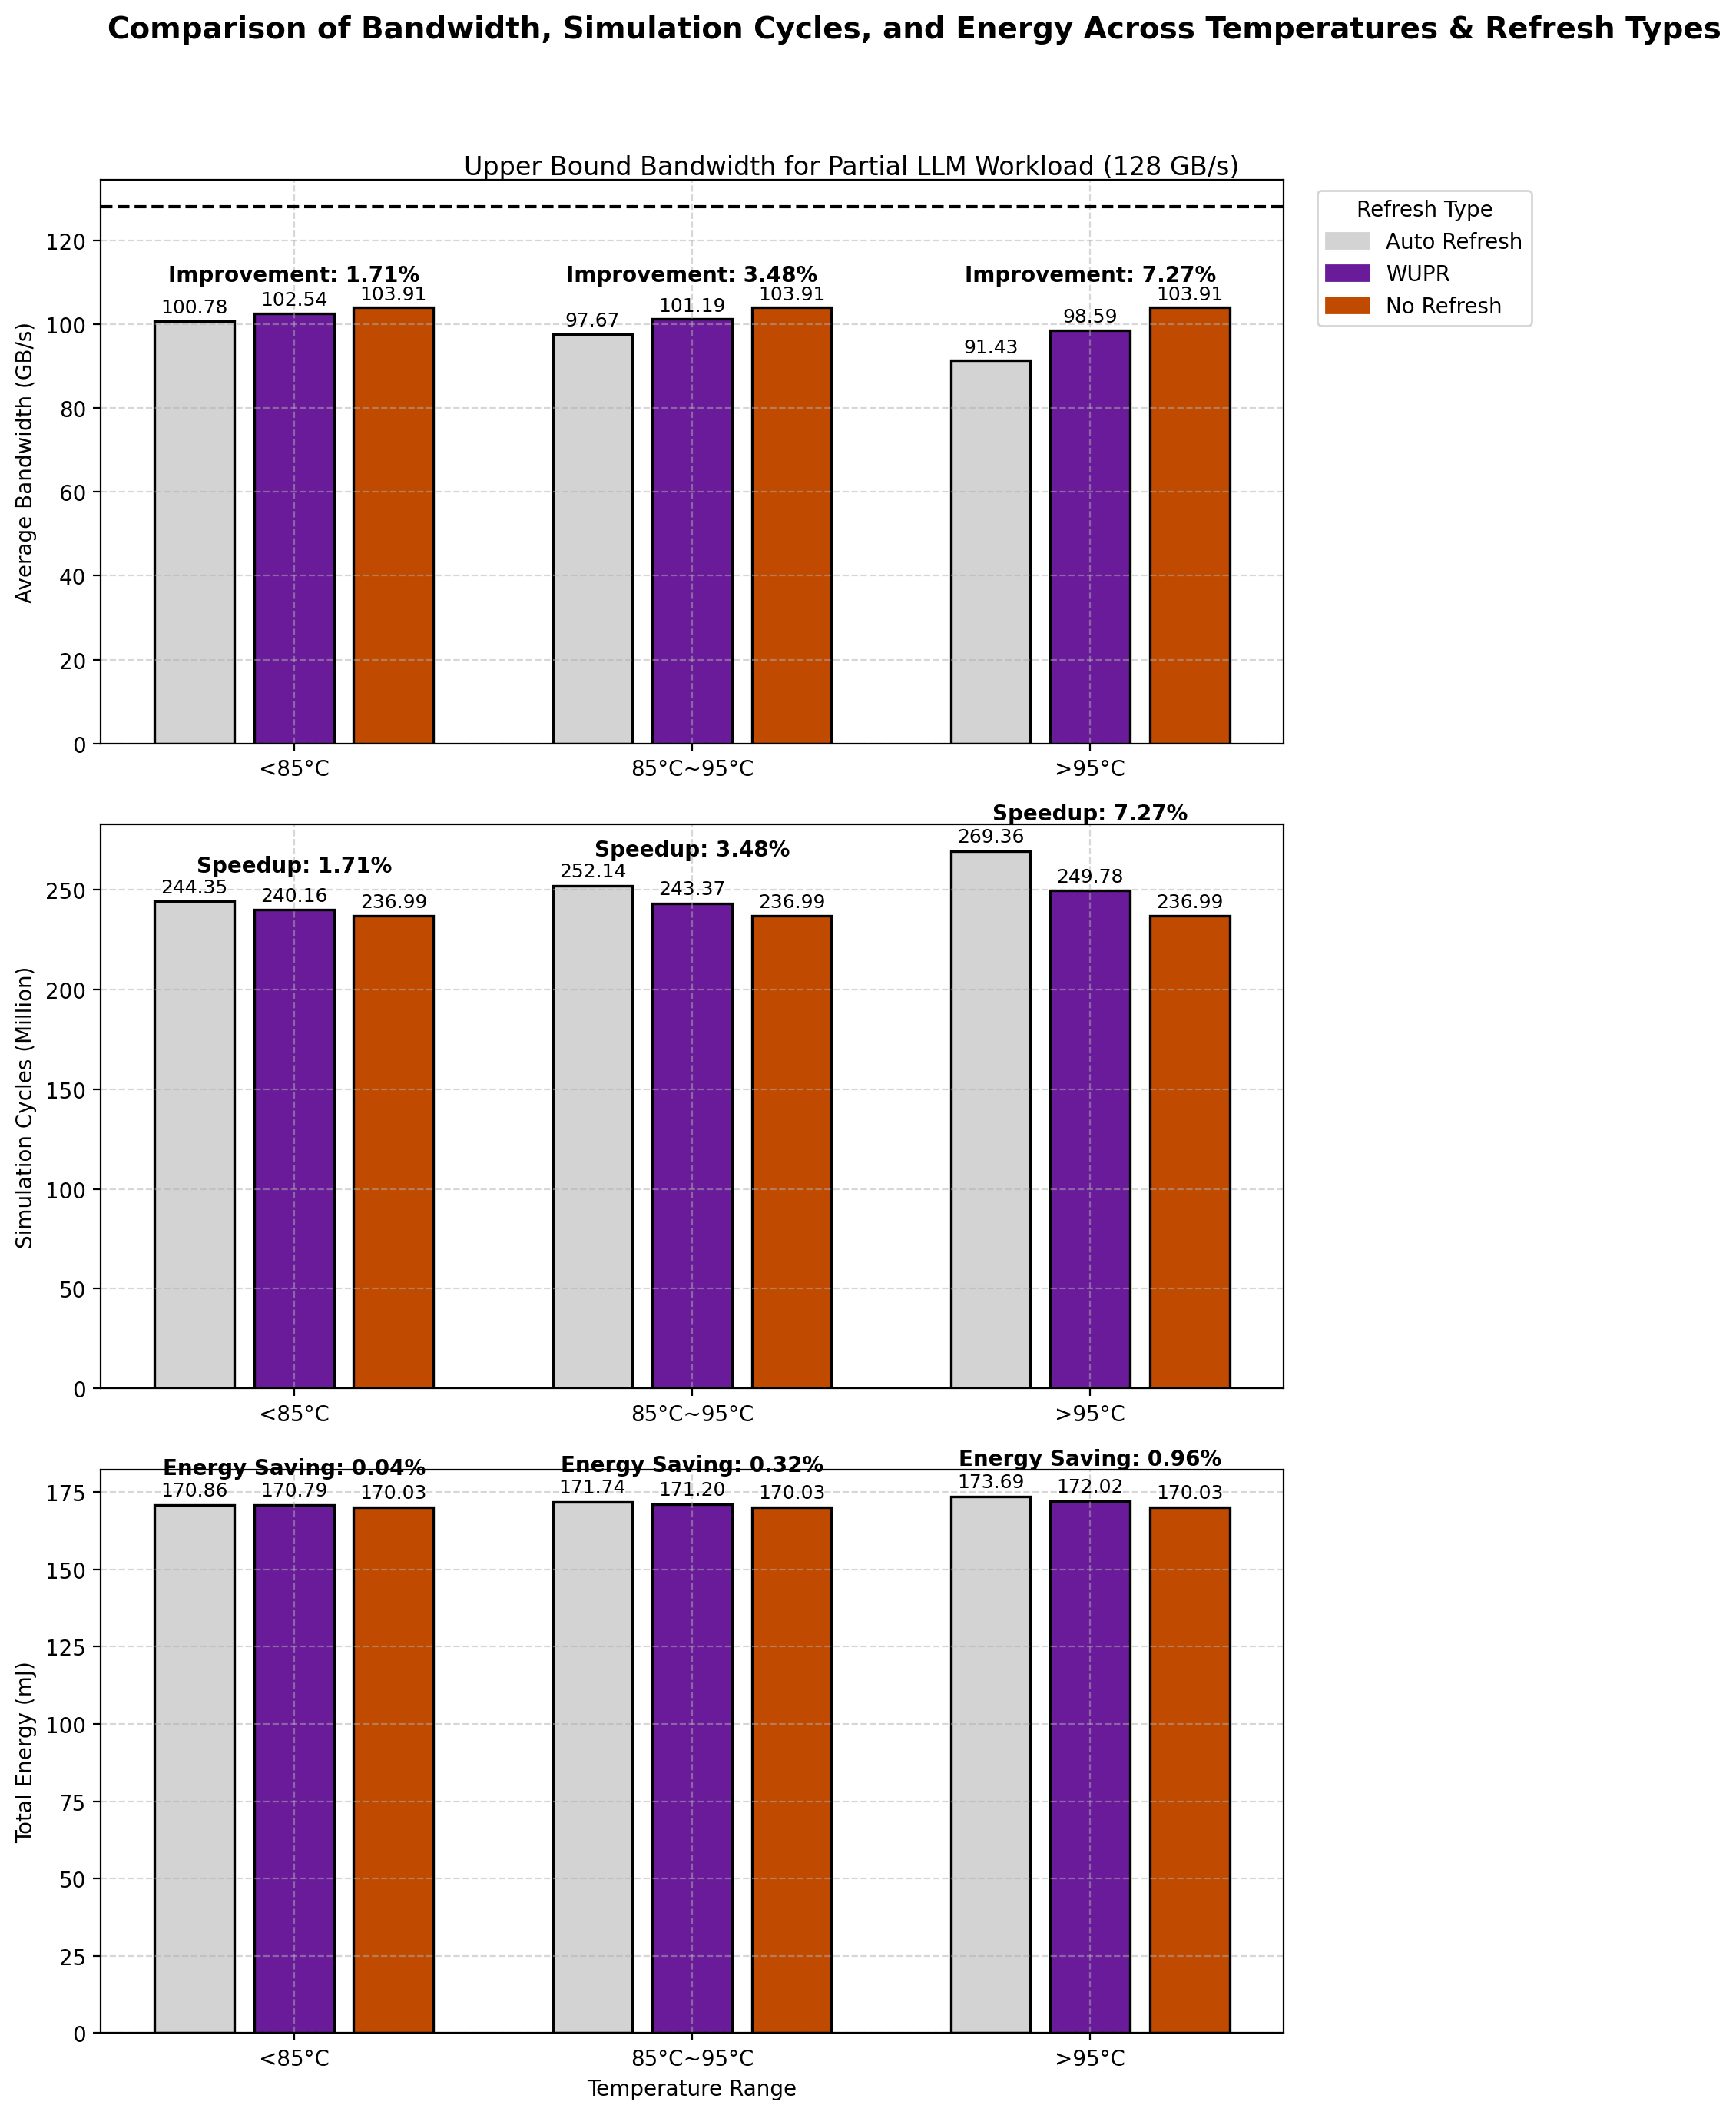 Comparison of Bandwidth, Simulation Cycles, and Energy Across Temperatures & Refresh Types
Upper Bound Bandwidth for Partial LLM Workload (128 GB/s)
Refresh Type
Auto Refresh
WUPR
No Refresh
Average Bandwidth (GB/s)
120
100
80
60
40
20
0
Improvement: 1.71%
100.78 102.54 103.91
Improvement: 3.48%
97.67 101.19 103.91
Improvement: 7.27%
91.43 98.59 103.91
<85°C 85°C~95°C >95°C
Simulation Cycles (Million)
250
200
150
100
50
0
Speedup: 1.71%
244.35 240.16 236.99
Speedup: 3.48%
252.14 243.37 236.99
Speedup: 7.27%
269.36 249.78 236.99
<85°C 85°C~95°C >95°C
Total Energy (mJ)
175
150
125
100
75
50
25
0
Energy Saving: 0.04%
170.86 170.79 170.03
Energy Saving: 0.32%
171.74 171.20 170.03
Energy Saving: 0.96%
173.69 172.02 170.03
<85°C 85°C~95°C >95°C
Temperature Range